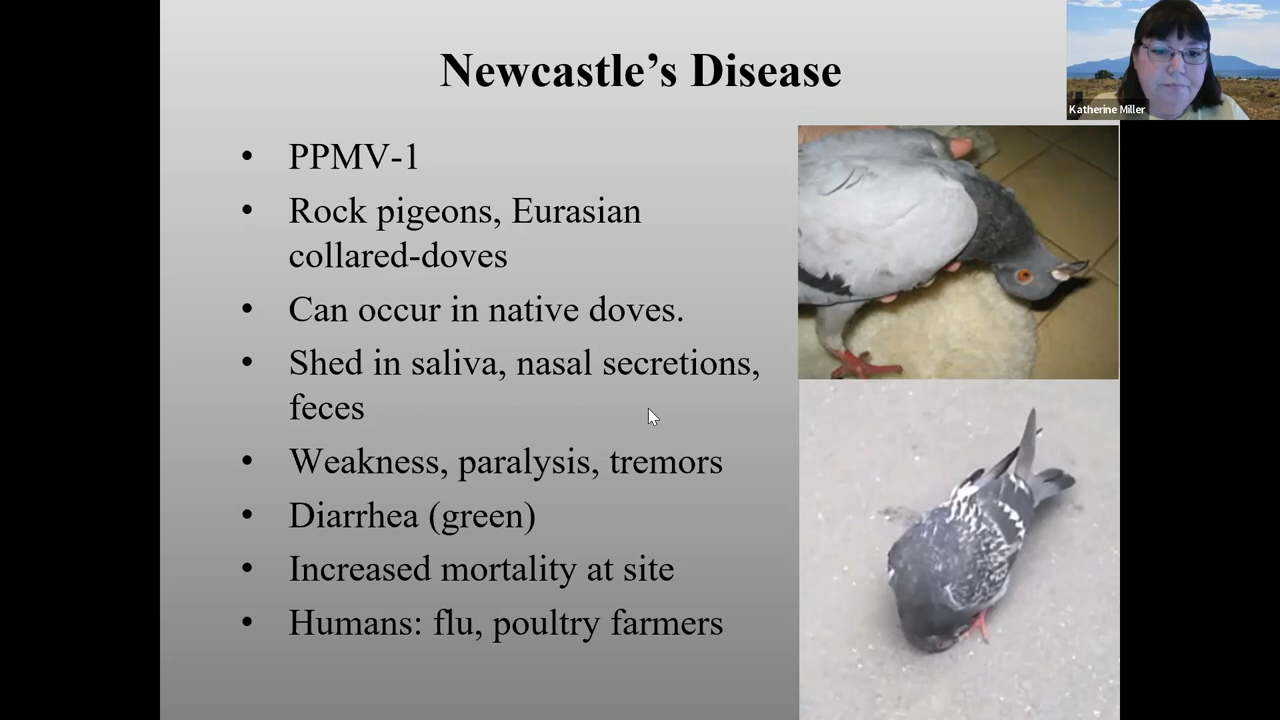 Newcastle’s Disease
Katherine Miller
• PPMV-1
• Rock pigeons, Eurasian
collared-doves
• Can occur in native doves.
• Shed in saliva, nasal secretions,
feces
• Weakness, paralysis, tremors
• Diarrhea (green)
• Increased mortality at site
• Humans: flu, poultry farmers